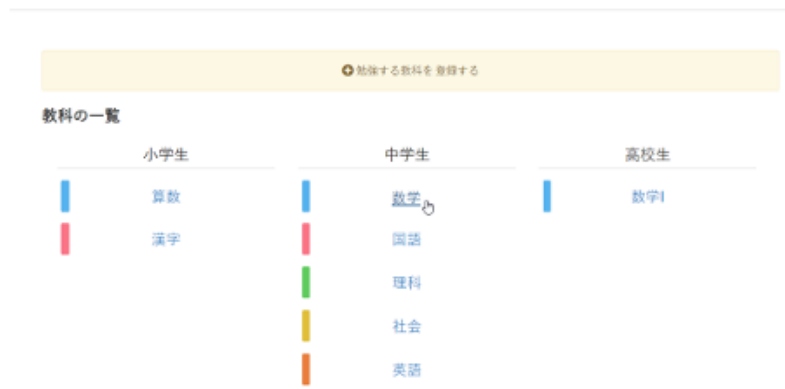 勉強する教科を登録する
教科の一覧
小学生 中学生 高校生
算数 数学 数学I
漢字 国語
理科
社会
英語